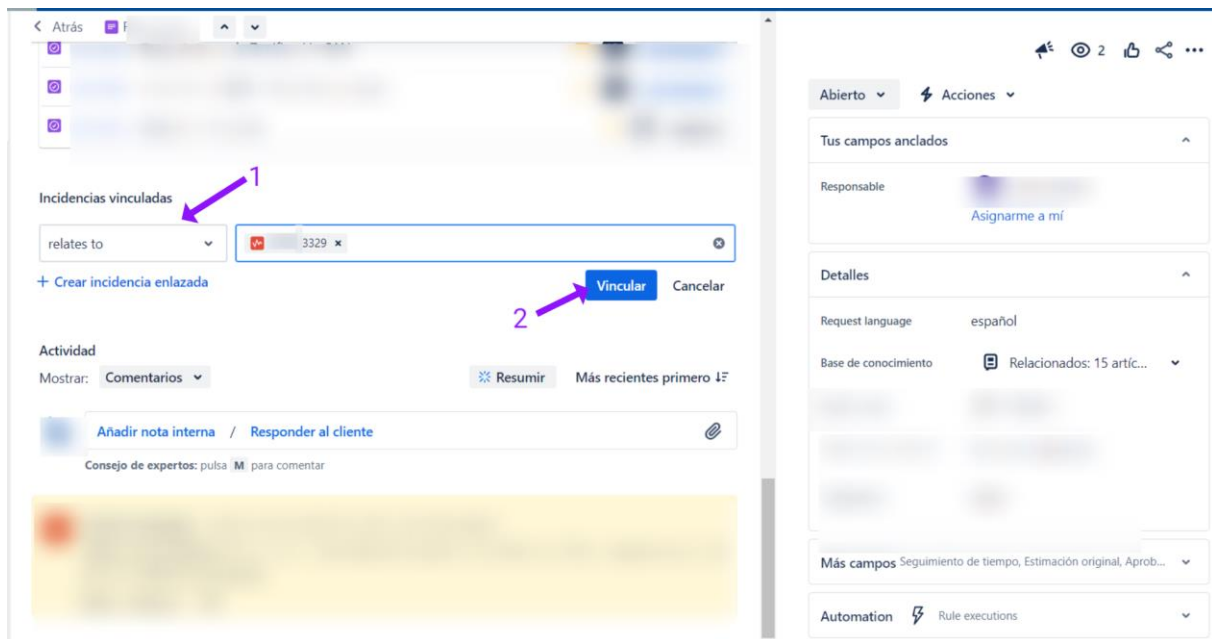 Atrás
2
Abierto
Acciones
Tus campos anclados
Responsable
Asignarme a mí
1
Incidencias vinculadas
relates to
3329 ×
+ Crear incidencia enlazada
Vincular
Cancelar
2
Detalles
Request language
español
Base de conocimiento
Relacionados: 15 artíc...
Actividad
Mostrar:
Comentarios
Resumir
Más recientes primero
Añadir nota interna / Responder al cliente
Consejo de expertos: pulsa M para comentar
Más campos Seguimiento de tiempo, Estimación original, Aprob...
Automation
Rule executions